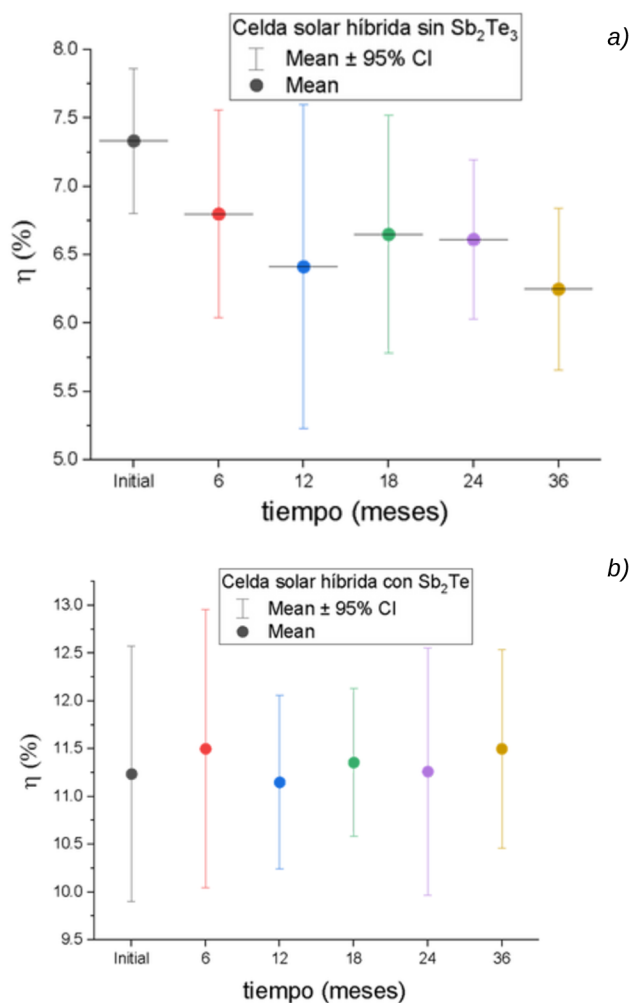 Celda solar híbrida sin Sb₂Te₃
Mean ± 95% CI
Mean
a)
8.0
7.5
7.0
6.5
6.0
5.5
5.0
η (%)
Initial 6 12 18 24 36
tiempo (meses)
Celda solar híbrida con Sb₂Te
Mean ± 95% CI
Mean
b)
13.0
12.5
12.0
11.5
11.0
10.5
10.0
9.5
η (%)
Initial 6 12 18 24 36
tiempo (meses)